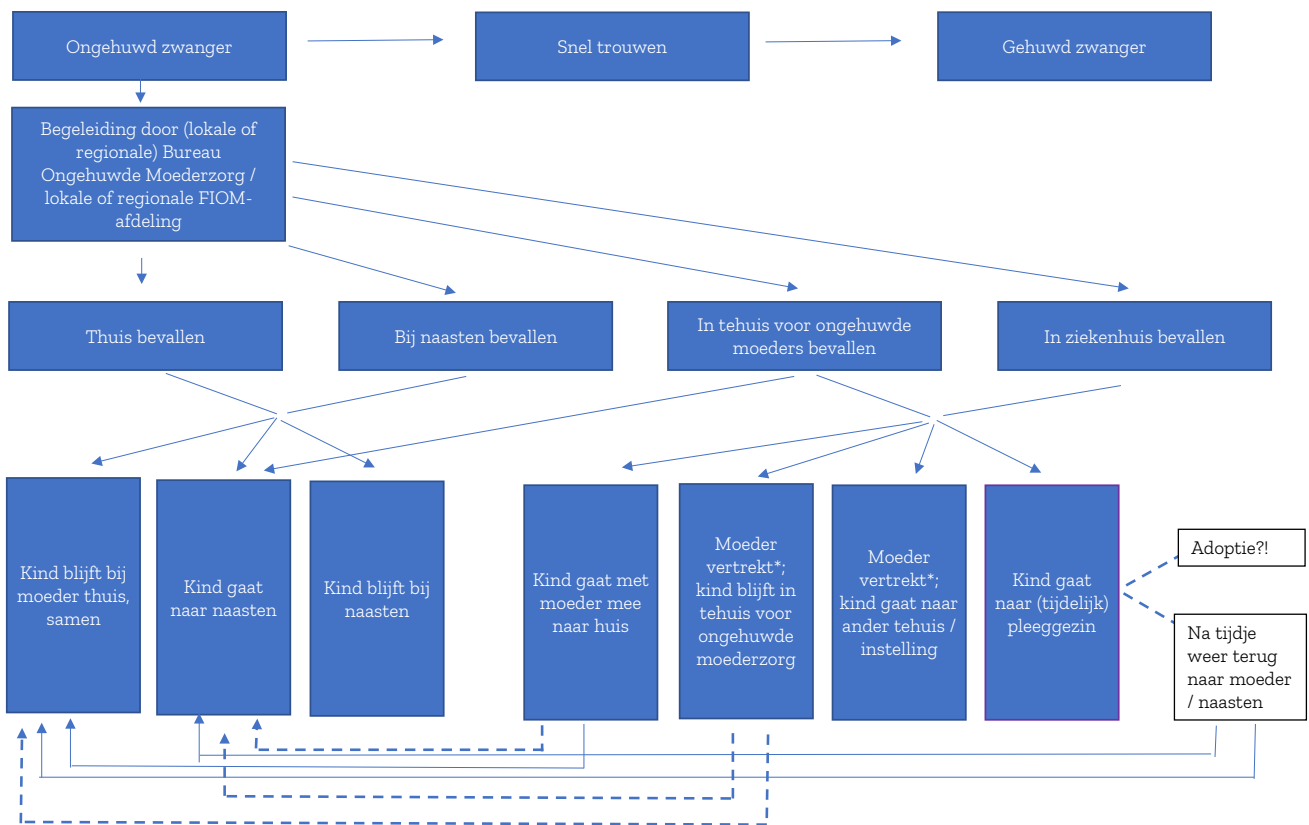 Ongehuwd zwanger
Snel trouwen
Gehuwd zwanger
Begeleiding door (lokale of
regionale) Bureau
Ongehuwde Moederzorg /
lokale of regionale FIOM-
afdeling
Thuis bevallen
Bij naasten bevallen
In tehuis voor ongehuwde
moeders bevallen
In ziekenhuis bevallen
Kind blijft bij
moeder thuis,
samen
Kind gaat
naar naasten
Kind blijft bij
naasten
Kind gaat met
moeder mee
naar huis
Moeder
vertrekt*;
kind blijft in
tehuis voor
ongehuwde
moederzorg
Moeder
vertrekt*;
kind gaat naar
ander tehuis /
instelling
Kind gaat
naar (tijdelijk)
pleeggezin
Adoptie?!
Na tijdje
weer terug
naar moeder
/ naasten